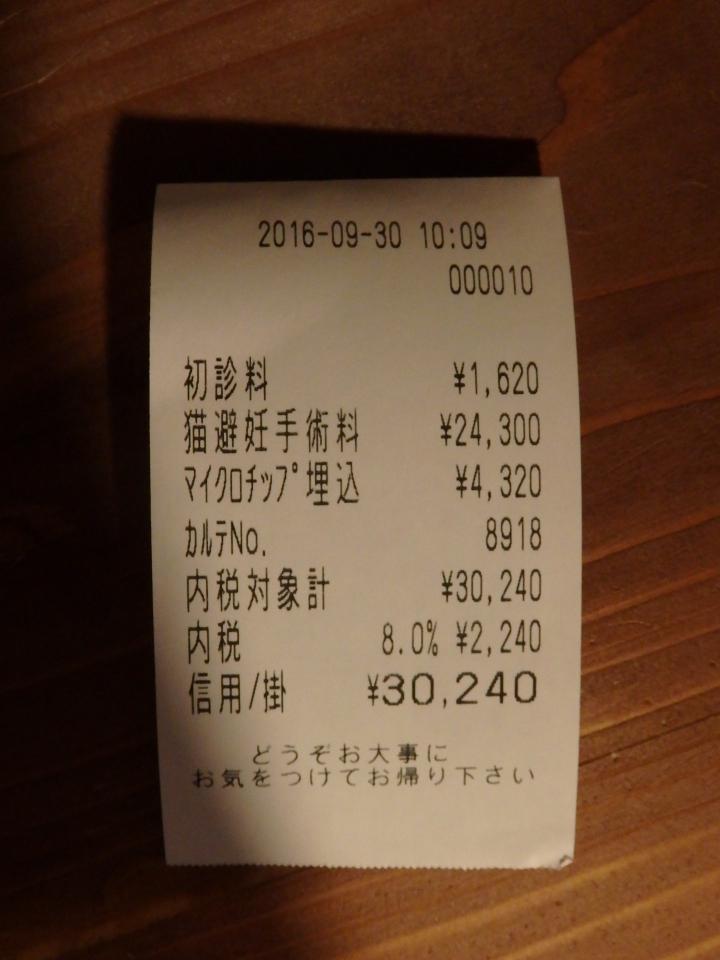 2016-09-30 10:09
000010
初診料 ¥1,620
猫避妊手術料 ¥24,300
ﾏｲｸﾛﾁｯﾌﾟ埋込 ¥4,320
ｶﾙﾃNo. 8918
内税対象計 ¥30,240
内税 8.0% ¥2,240
信用/掛 ¥30,240
どうぞお大事に
お気をつけてお帰り下さい